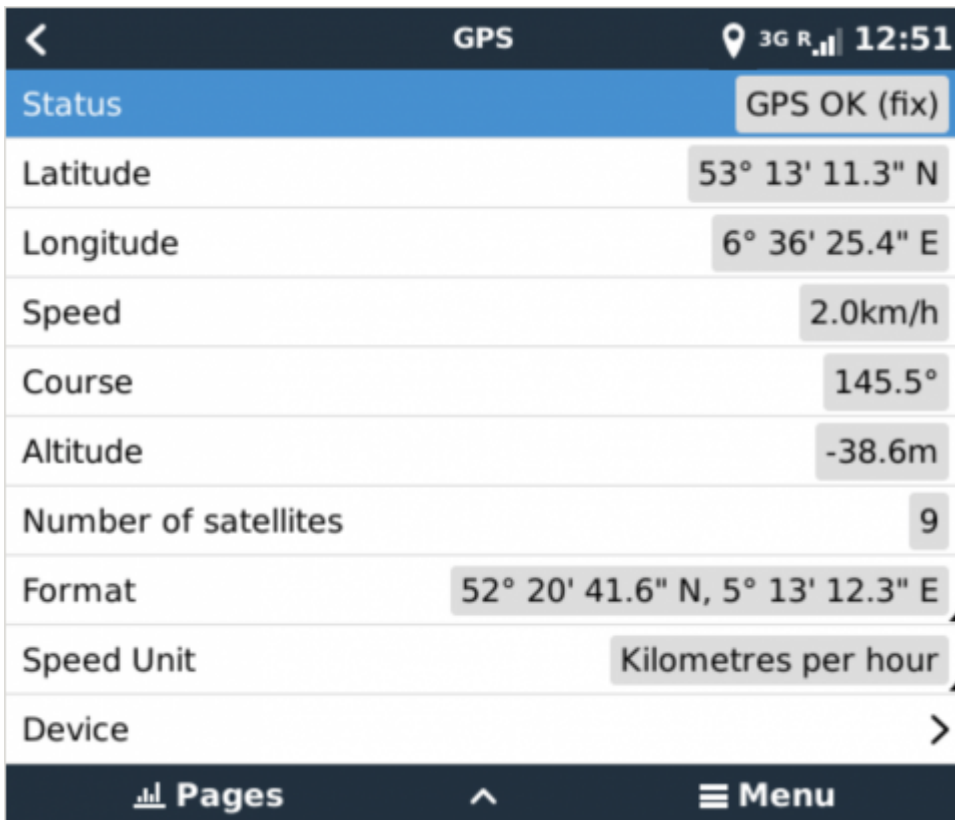 GPS 3G R 12:51
Status GPS OK (fix)
Latitude 53° 13' 11.3" N
Longitude 6° 36' 25.4" E
Speed 2.0km/h
Course 145.5°
Altitude -38.6m
Number of satellites 9
Format 52° 20' 41.6" N, 5° 13' 12.3" E
Speed Unit Kilometres per hour
Device
Pages Menu